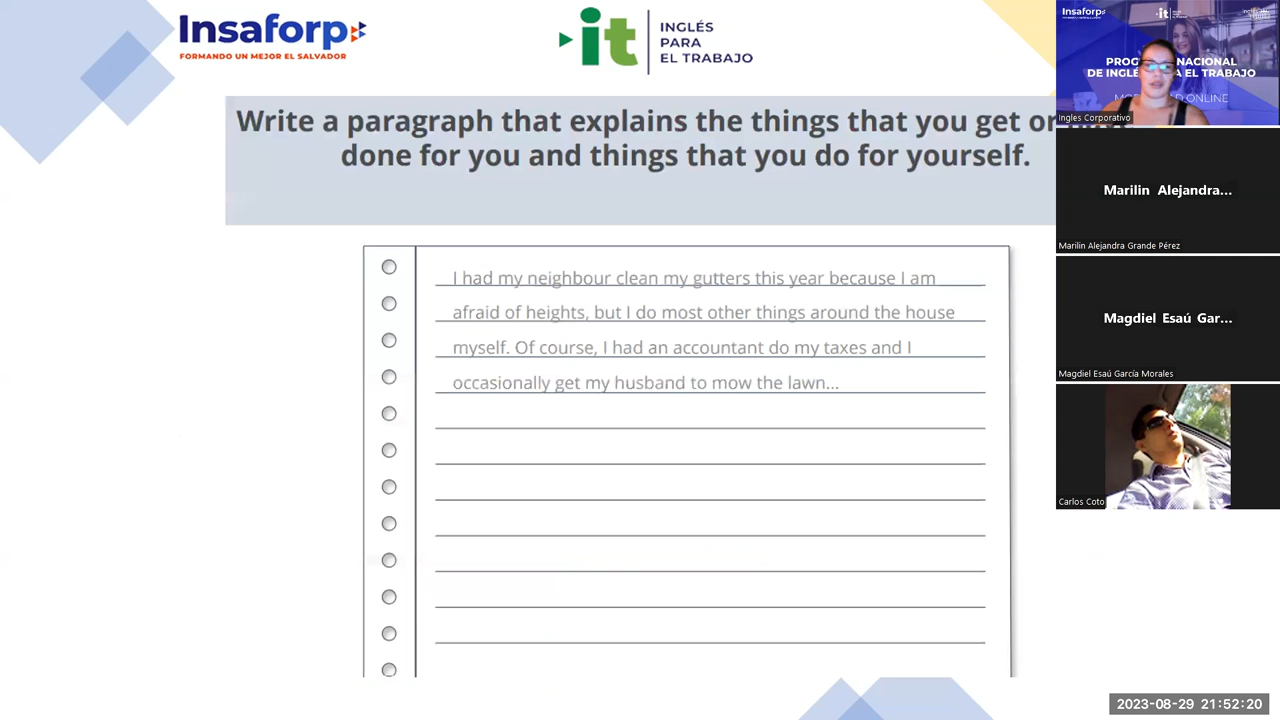 Insaforp
FORMANDO UN MEJOR EL SALVADOR
it
INGLÉS
PARA
EL TRABAJO
Write a paragraph that explains the things that you get or
done for you and things that you do for yourself.
I had my neighbour clean my gutters this year because I am
afraid of heights, but I do most other things around the house
myself. Of course, I had an accountant do my taxes and I
occasionally get my husband to mow the lawn...
Insaforp
it
PROG NACIONAL
DE INGLÉ A EL TRABAJO
ONLINE
Ingles Corporativo
Marilin Alejandra...
Marilin Alejandra Grande Pérez
Magdiel Esaú Gar...
Magdiel Esaú García Morales
Carlos Coto
2023-08-29 21:52:20